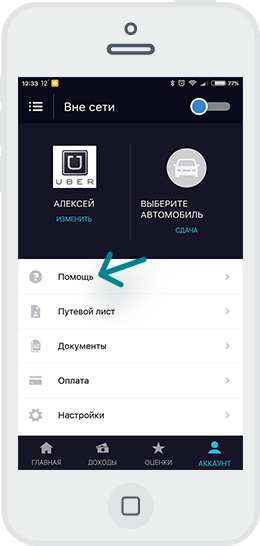 12:33 12° 77%
Вне сети
UBER
АЛЕКСЕЙ
ИЗМЕНИТЬ
ВЫБЕРИТЕ
АВТОМОБИЛЬ
СДАЧА
Помощь
Путевой лист
Документы
Оплата
Настройки
ГЛАВНАЯ ДОХОДЫ ОЦЕНКИ АККАУНТ